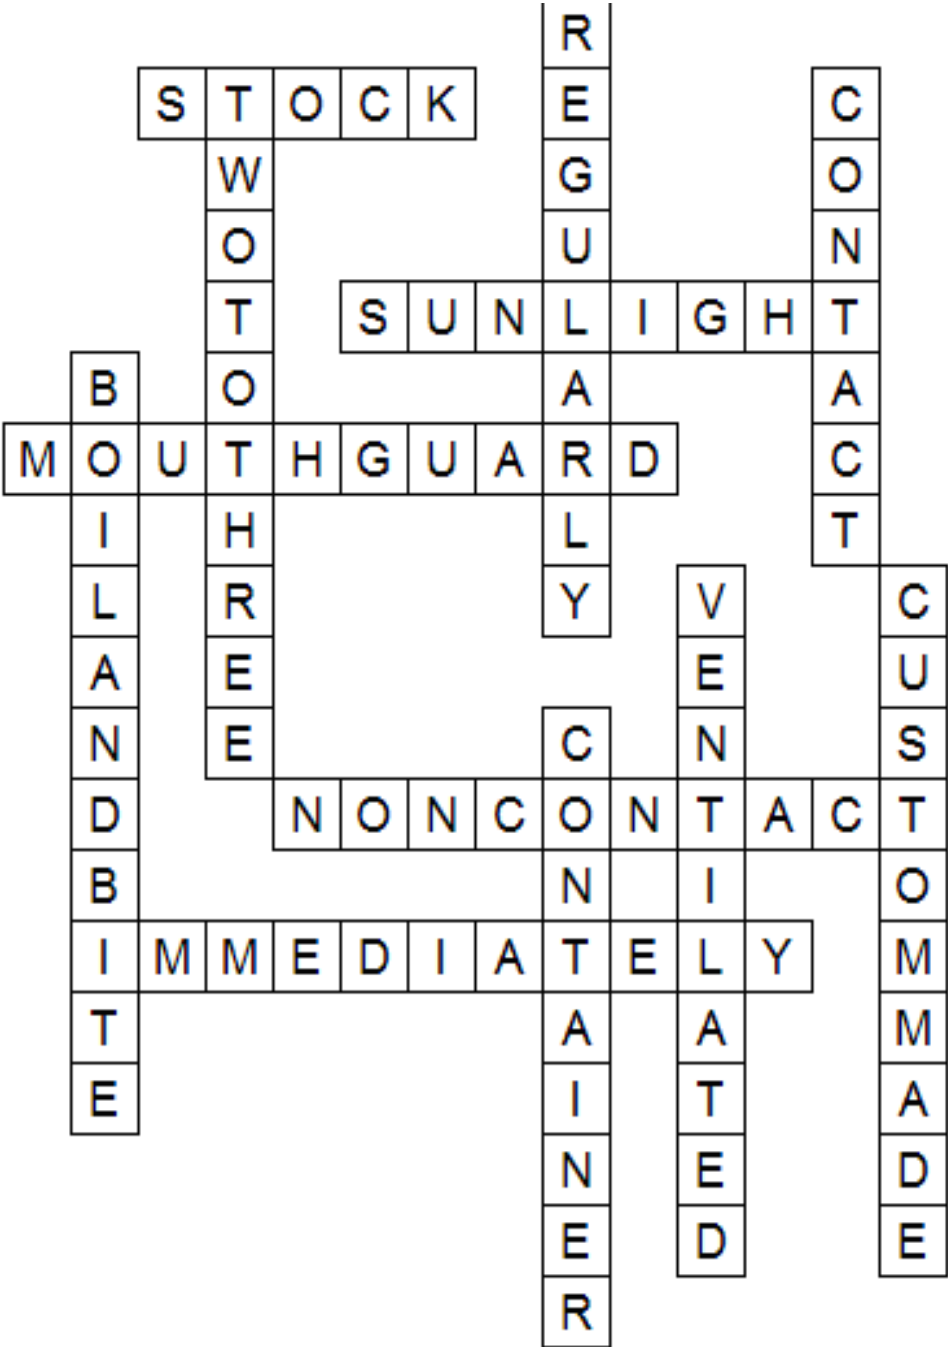 REGULARLY
STOCK
TWOTOTHREE
CONTACT
SUNLIGHT
BOILANDBITE
MOUTHGUARD
VENTILATED
CUSTOMMADE
CONTAINER
NONCONTACT
IMMEDIATELY